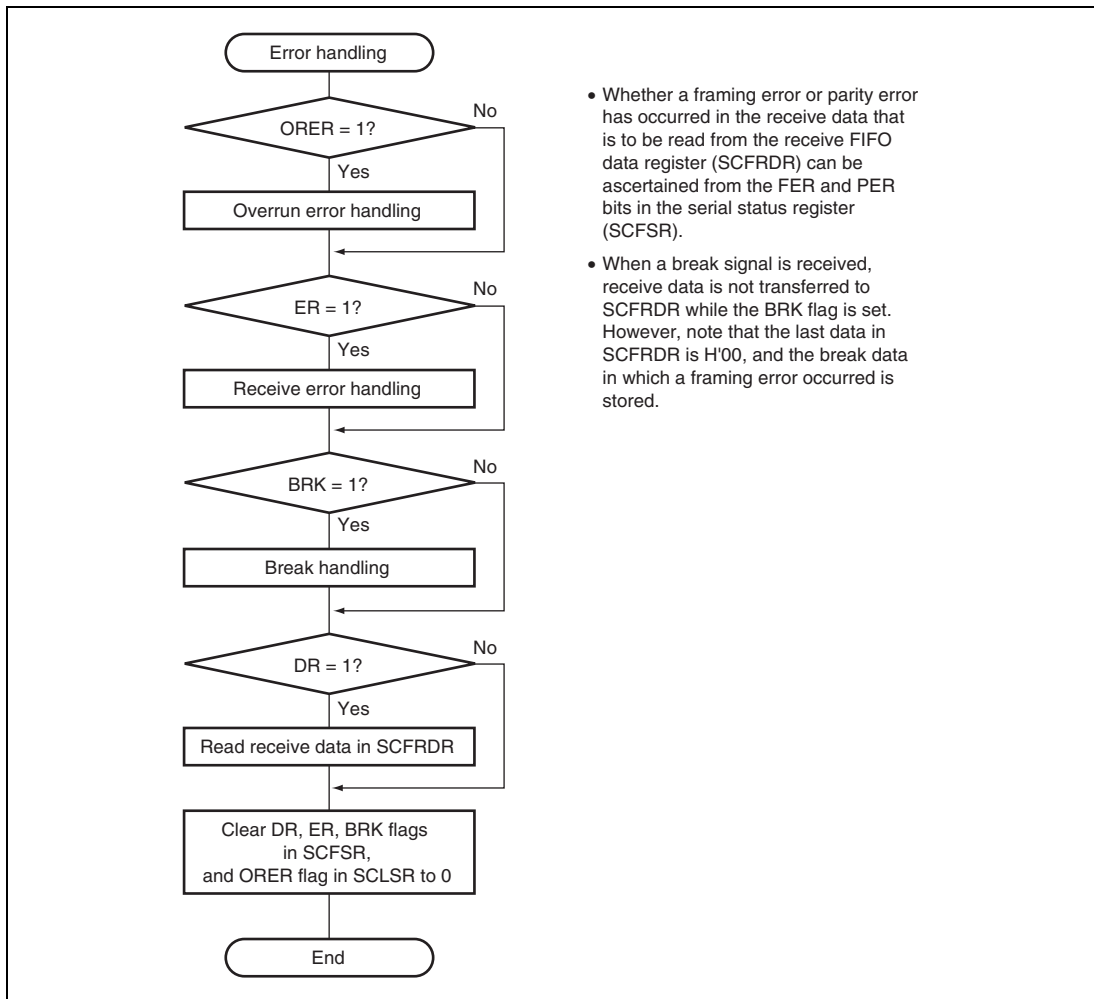 Error handling
ORER = 1?
No
Yes
Overrun error handling
ER = 1?
No
Yes
Receive error handling
BRK = 1?
No
Yes
Break handling
DR = 1?
No
Yes
Read receive data in SCFRDR
Clear DR, ER, BRK flags
in SCFSR,
and ORER flag in SCLSR to 0
End
• Whether a framing error or parity error
has occurred in the receive data that
is to be read from the receive FIFO
data register (SCFRDR) can be
ascertained from the FER and PER
bits in the serial status register
(SCFSR).
• When a break signal is received,
receive data is not transferred to
SCFRDR while the BRK flag is set.
However, note that the last data in
SCFRDR is H'00, and the break data
in which a framing error occurred is
stored.